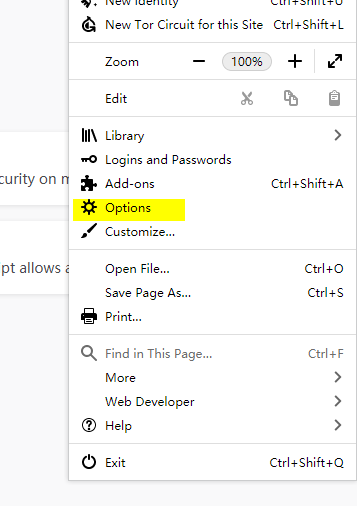 New Identity Ctrl+Shift+U
New Tor Circuit for this Site Ctrl+Shift+L
Zoom 100%
Edit
Library
Logins and Passwords
curity on m
Add-ons Ctrl+Shift+A
Options
Customize...
pt allows a
Open File... Ctrl+O
Save Page As... Ctrl+S
Print...
Find in This Page... Ctrl+F
More
Web Developer
Help
Exit Ctrl+Shift+Q